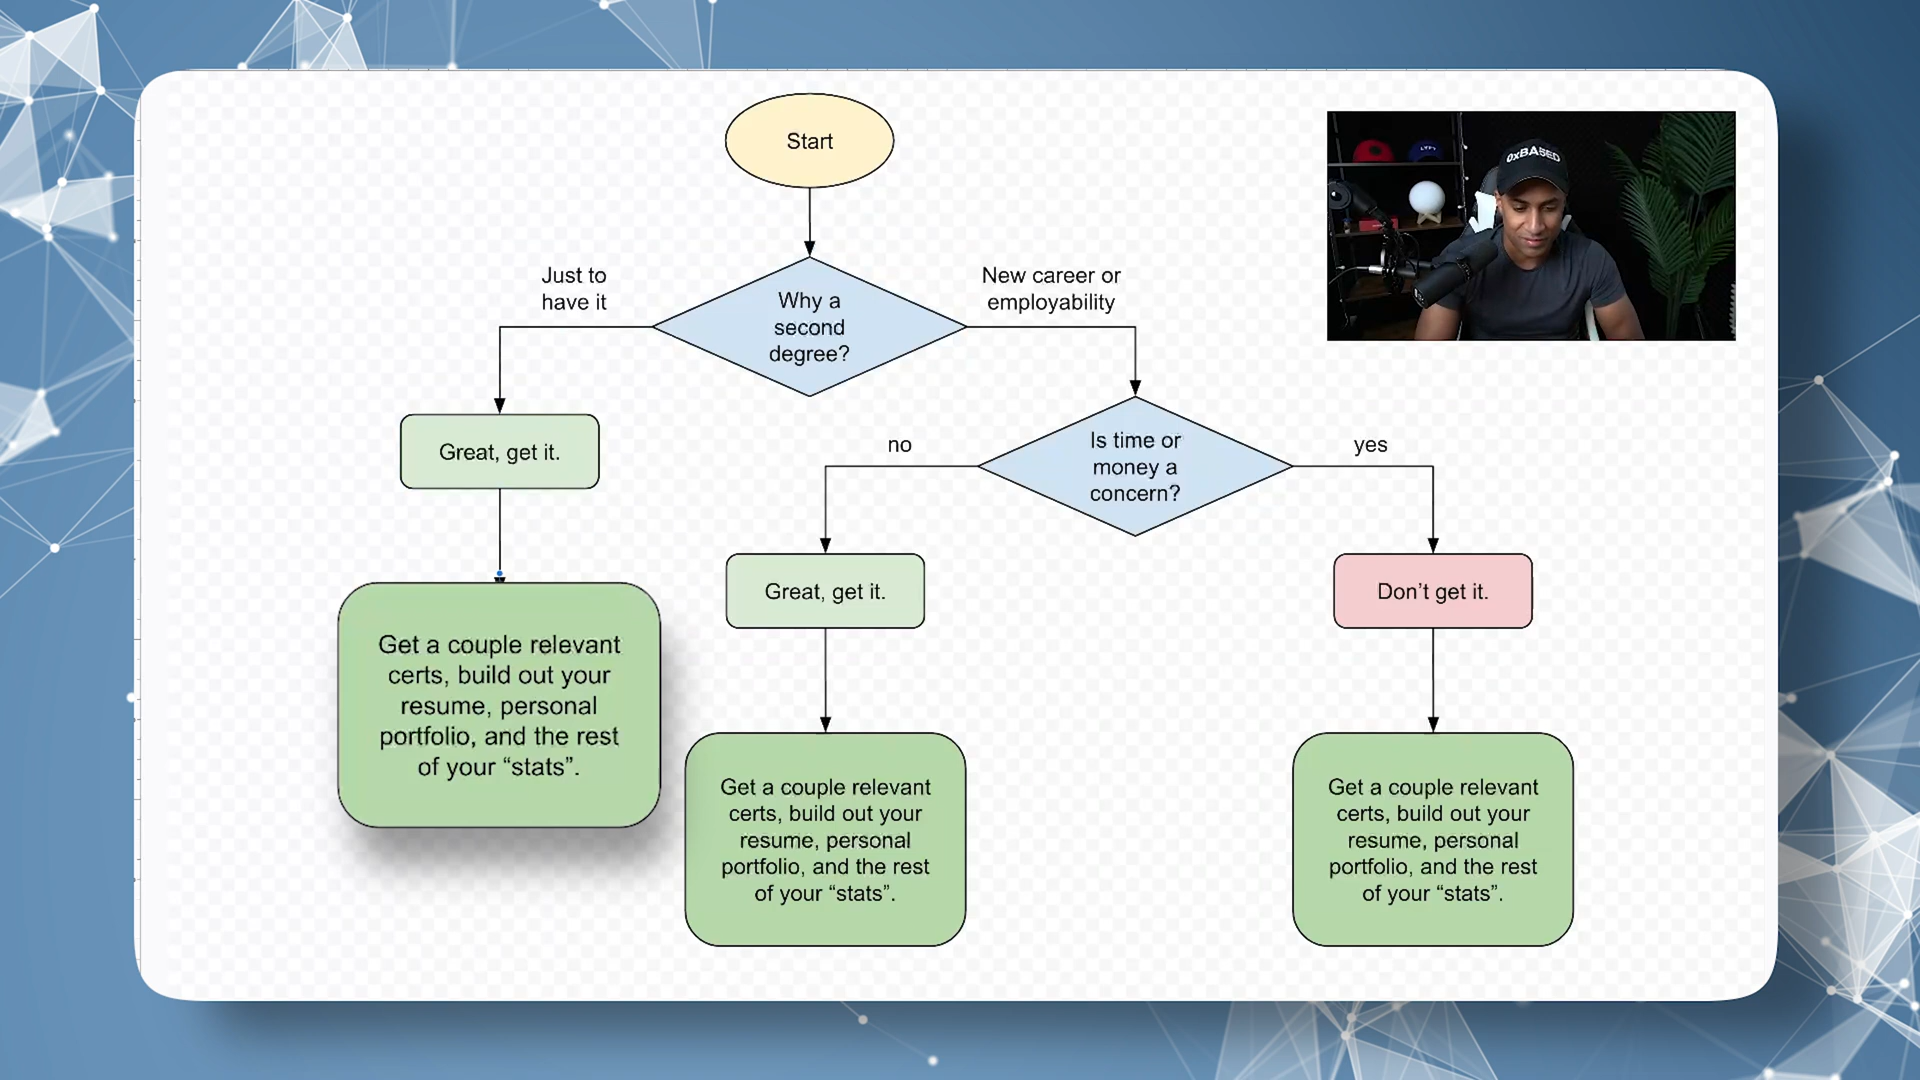 Start
0xBASED
Just to
have it
New career or
employability
Why a
second
degree?
Great, get it.
no
Is time or
money a
concern?
yes
Great, get it.
Don’t get it.
Get a couple relevant
certs, build out your
resume, personal
portfolio, and the rest
of your “stats”.
Get a couple relevant
certs, build out your
resume, personal
portfolio, and the rest
of your “stats”.
Get a couple relevant
certs, build out your
resume, personal
portfolio, and the rest
of your “stats”.